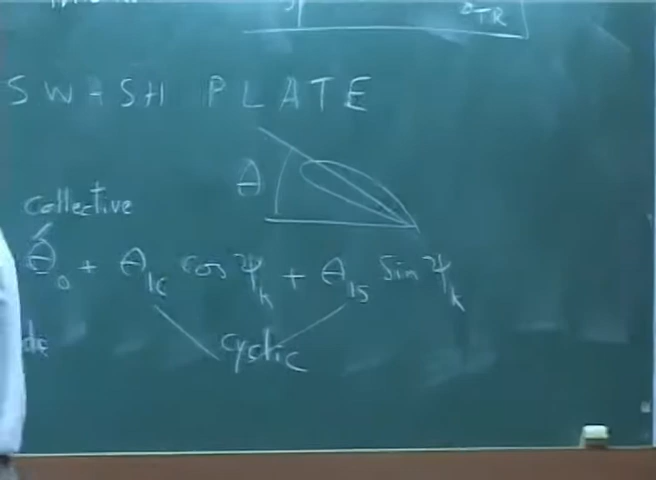 SWASH PLATE
θ
collective
θ₀ + θ₁c cos ψₖ + θ₁s sin ψₖ
cyclic